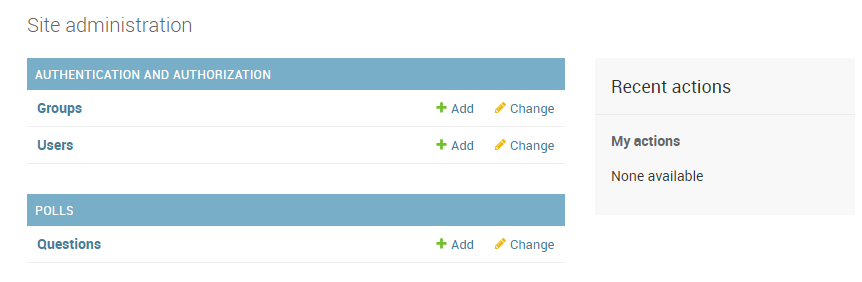 Site administration
AUTHENTICATION AND AUTHORIZATION
Groups Add Change
Users Add Change
POLLS
Questions Add Change
Recent actions
My actions
None available